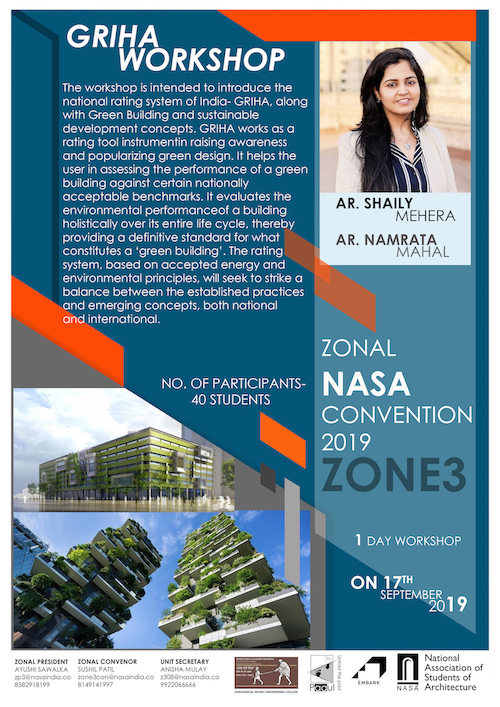 GRIHA
WORKSHOP
The workshop is intended to introduce the
national rating system of India- GRIHA, along
with Green Building and sustainable
development concepts. GRIHA works as a
rating tool instrumentin raising awareness
and popularizing green design. It helps the
user in assessing the performance of a green
building against certain nationally
acceptable benchmarks. It evaluates the
environmental performanceof a building
holistically over its entire life cycle, thereby
providing a definitive standard for what
constitutes a ‘green building’. The rating
system, based on accepted energy and
environmental principles, will seek to strike a
balance between the established practices
and emerging concepts, both national
and international.
AR. SHAILY
MEHERA
AR. NAMRATA
MAHAL
NO. OF PARTICIPANTS-
40 STUDENTS
ZONAL
NASA
CONVENTION
2019
ZONE3
1 DAY WORKSHOP
ON 17TH
SEPTEMBER
2019
ZONAL PRESIDENT
AYUSHI SAWALKA
zp3@nasaindia.co
8582918199
ZONAL CONVENOR
SUSHIL PATIL
zone3con@nasaindia.co
8149141997
UNIT SECRETARY
ANISHA MULAY
z308@nasaindia.co
9922066666
JAWAHARLAL NEHRU ENGINEERING COLLEGE
unfold the past
EMBARK
NASA
National
Association of
Students of
Architecture